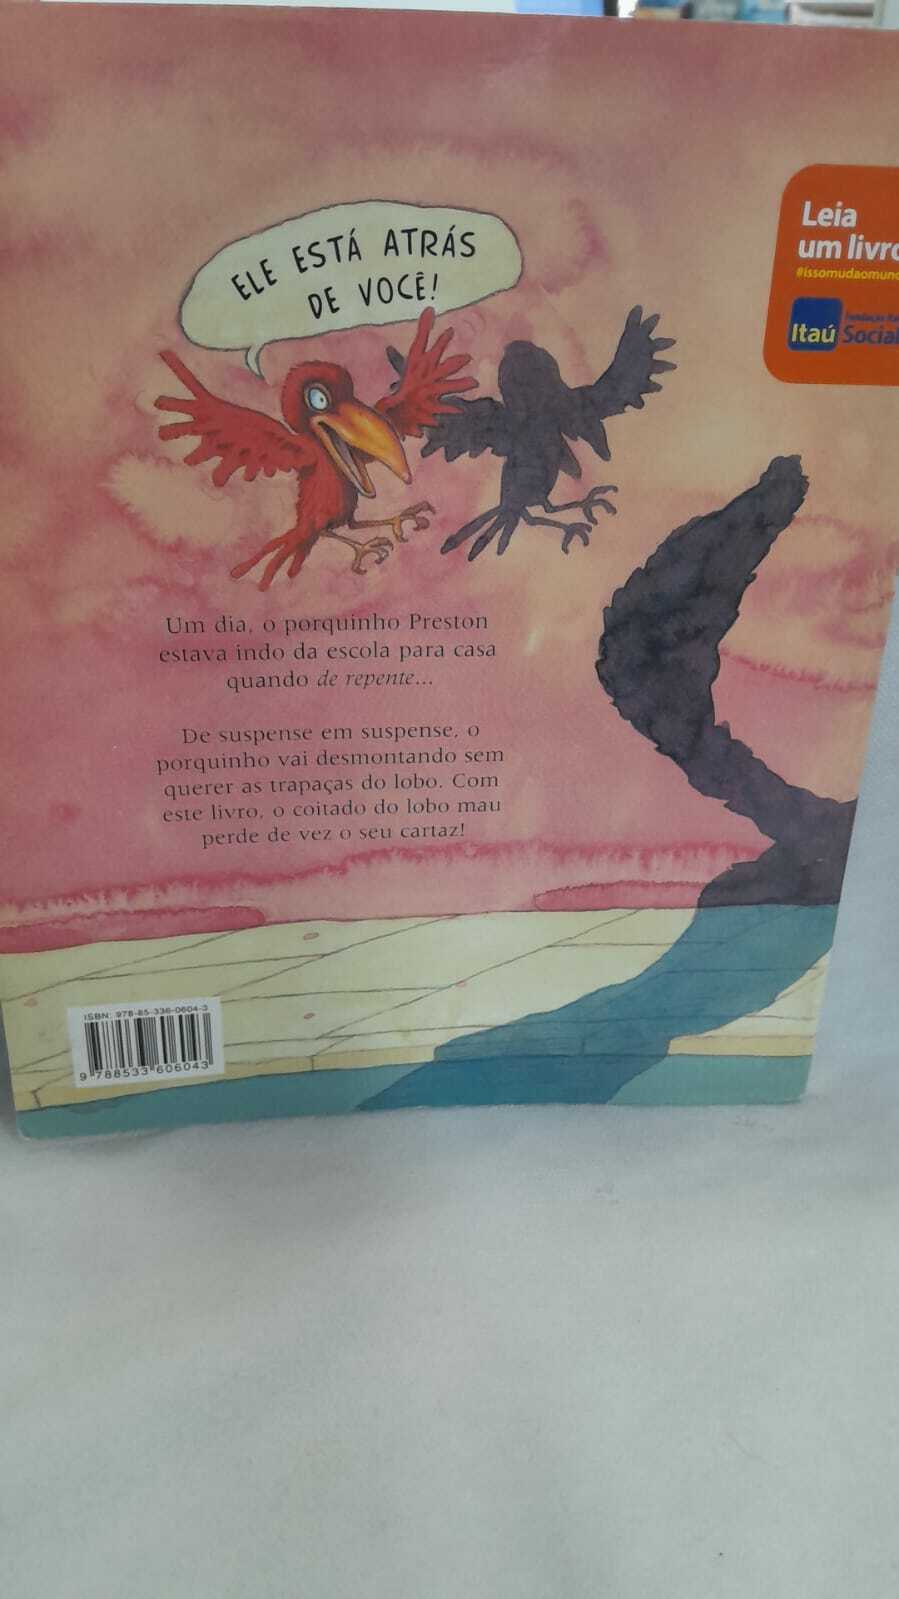 ELE ESTÁ ATRÁS
DE VOCÊ!
Leia
um livro
#issomudaomund
Itaú
Fundação Itaú
Social
Um dia, o porquinho Preston
estava indo da escola para casa
quando de repente...
De suspense em suspense, o
porquinho vai desmontando sem
querer as trapaças do lobo. Com
este livro, o coitado do lobo mau
perde de vez o seu cartaz!
ISBN: 978-85-336-0604-3
9 788533 606043